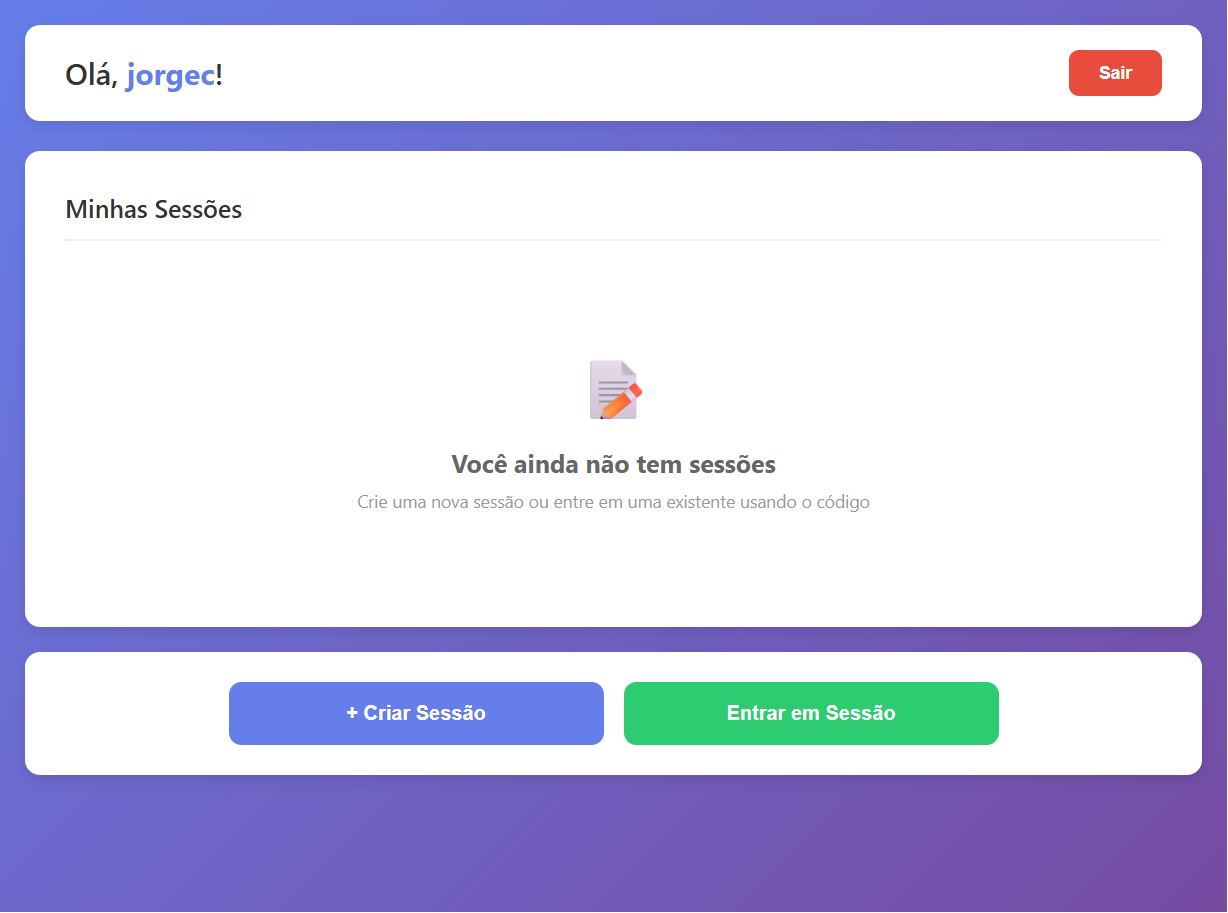 Olá, jorgec!
Sair
Minhas Sessões
Você ainda não tem sessões
Crie uma nova sessão ou entre em uma existente usando o código
+ Criar Sessão
Entrar em Sessão